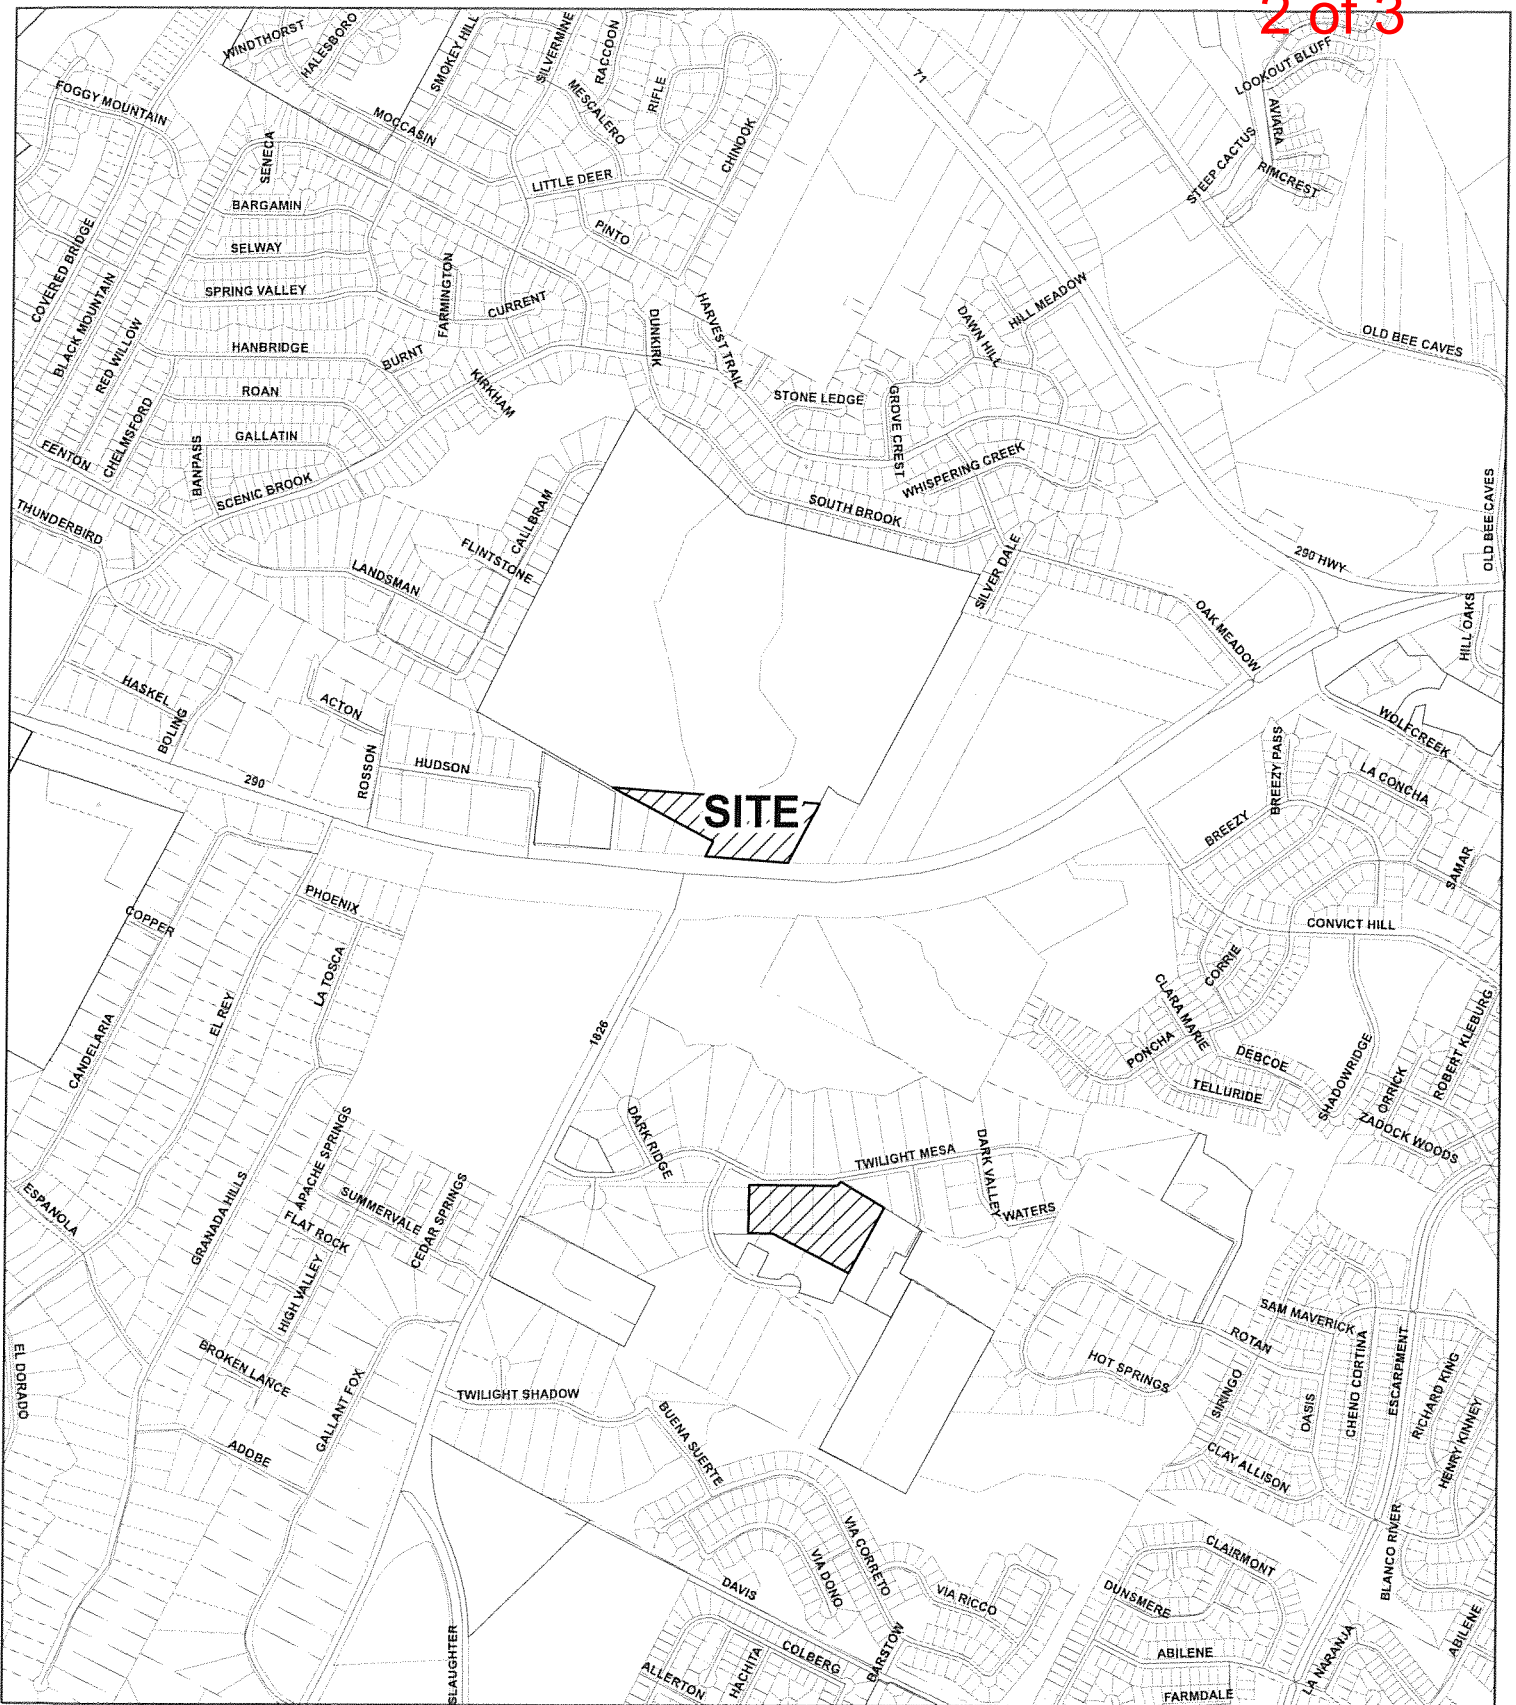 2 of 3
WINDTHORST
HALESBORO
SMOKEY HILL
SILVERMINE
RACCOON
LOOKOUT BLUFF
71
FOGGY MOUNTAIN
MESCALERO
RIFLE
MOCCASIN
AVIARA
CHINOOK
SENECA
STEEP CACTUS
LITTLE DEER
RIMCREST
BARGAMIN
PINTO
SELWAY
COVERED BRIDGE
SPRING VALLEY
FARMINGTON
CURRENT
HILL MEADOW
BLACK MOUNTAIN
HARVEST TRAIL
DUNKIRK
DAWN HILL
OLD BEE CAVES
RED WILLOW
HANBRIDGE
BURNT
ROAN
KIRKHAM
STONE LEDGE
GROVE CREST
CHELMSFORD
GALLATIN
FENTON
BANPASS
SCENIC BROOK
WHISPERING CREEK
SOUTH BROOK
OLD BEE CAVES
THUNDERBIRD
CALLBRAM
FLINTSTONE
LANDSMAN
SILVER DALE
290 HWY
OAK MEADOW
HILL OAKS
HASKEL
BOLING
ACTON
ROSSON
HUDSON
WOLFCREEK
290
BREEZY PASS
LA CONCHA
SITE
BREEZY
SAMAR
PHOENIX
COPPER
CONVICT HILL
LA TOSCA
CORRIE
EL REY
CLARA MARIE
1826
CANDELARIA
PONCHA
DEBCOE
TELLURIDE
SHADOWRIDGE
ORRICK
ROBERT KLEBURG
ZADOCK WOODS
DARK RIDGE
TWILIGHT MESA
DARK VALLEY
APACHE SPRINGS
SUMMERVALE
CEDAR SPRINGS
ESPANOLA
GRANADA HILLS
FLAT ROCK
WATERS
HIGH VALLEY
SAM MAVERICK
ROTAN
BROKEN LANCE
EL DORADO
HOT SPRINGS
CHENO CORTINA
ESCARPMENT
RICHARD KING
SIRINGO
OASIS
TWILIGHT SHADOW
GALLANT FOX
BUENA SUERTE
HENRY KINNEY
ADOBE
CLAY ALLISON
VIA CORRETO
VIA DONO
CLAIRMONT
BLANCO RIVER
DAVIS
VIA RICCO
DUNSMERE
SLAUGHTER
COLBERG
BARSTOW
ABILENE
LA NARANJA
ABILENE
ALLERTON
HACHITA
FARMDALE